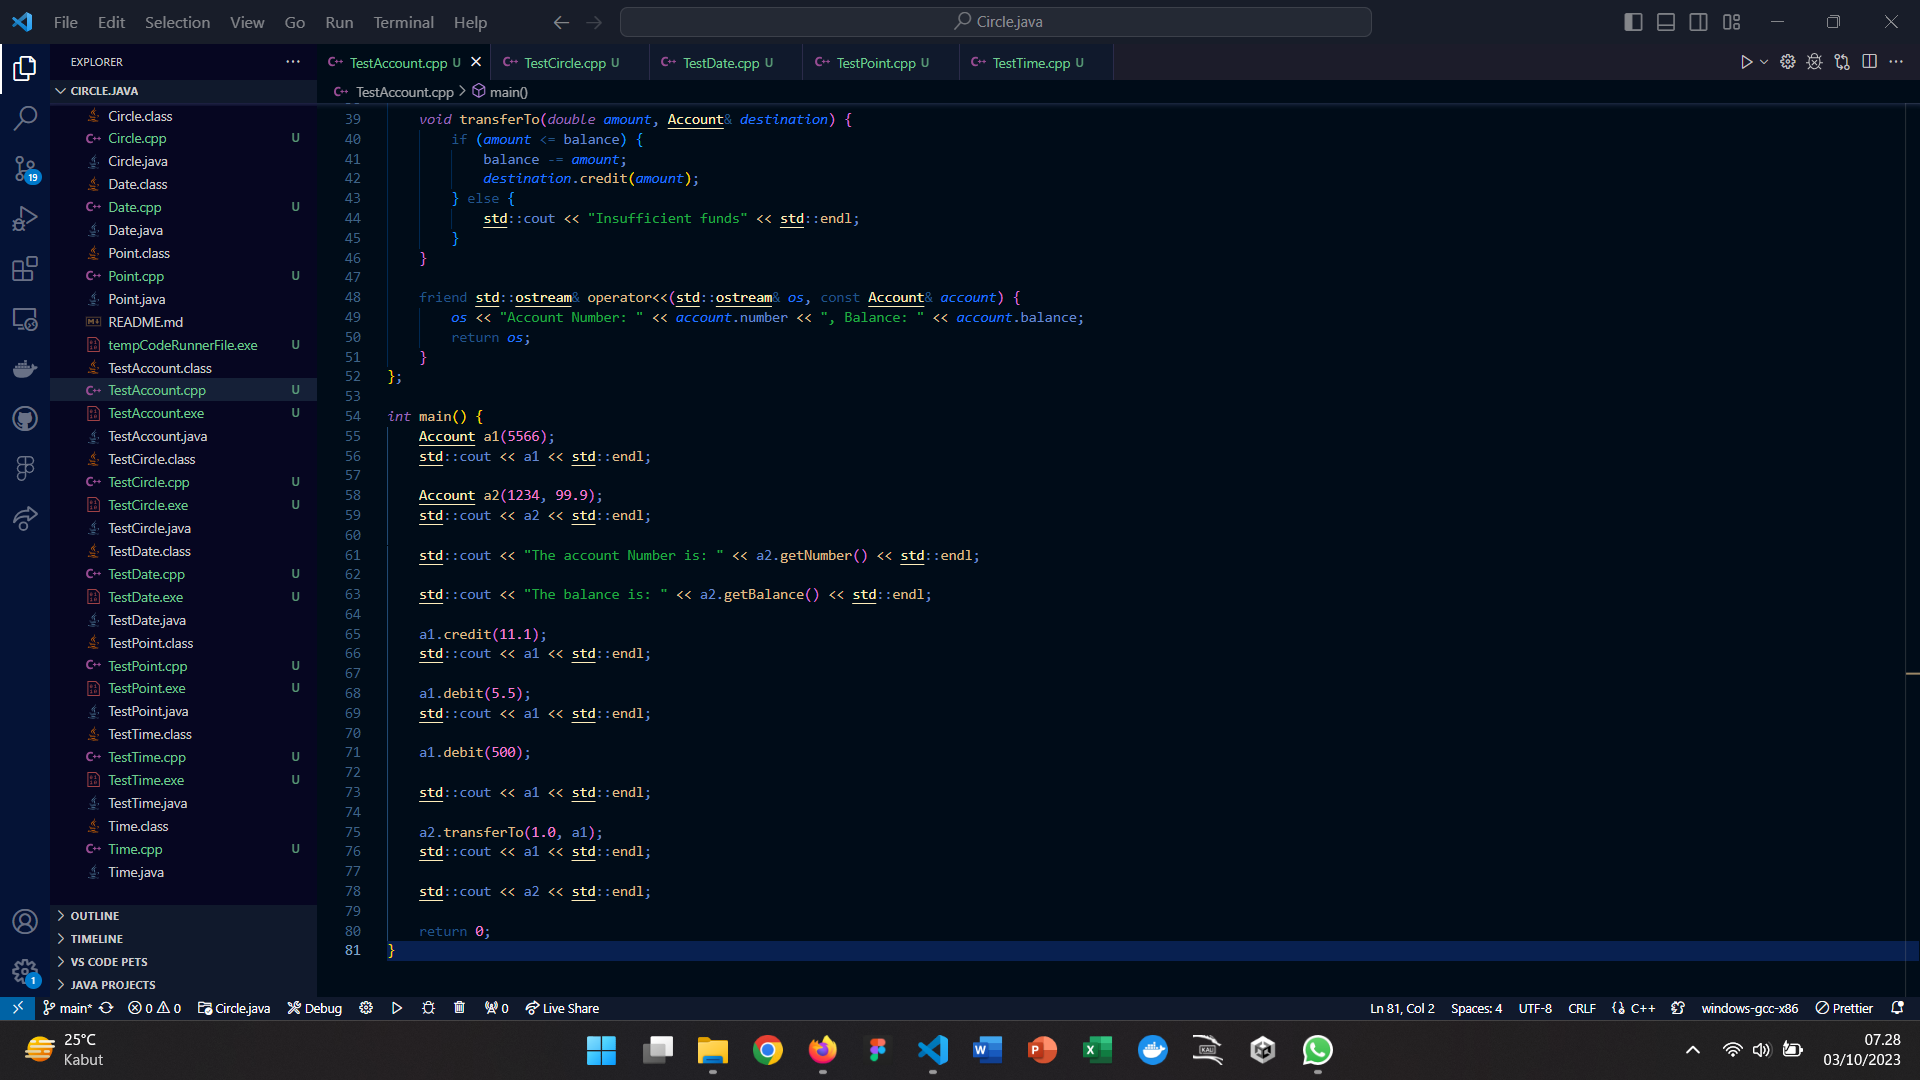 File Edit Selection View Go Run Terminal Help
Circle.java
EXPLORER
TestAccount.cpp U
TestCircle.cpp U
TestDate.cpp U
TestPoint.cpp U
TestTime.cpp U
CIRCLE.JAVA
TestAccount.cpp > main()
Circle.class
Circle.cpp U
Circle.java
Date.class
Date.cpp U
Date.java
Point.class
Point.cpp U
Point.java
README.md
tempCodeRunnerFile.exe U
TestAccount.class
TestAccount.cpp U
TestAccount.exe U
TestAccount.java
TestCircle.class
TestCircle.cpp U
TestCircle.exe U
TestCircle.java
TestDate.class
TestDate.cpp U
TestDate.exe U
TestDate.java
TestPoint.class
TestPoint.cpp U
TestPoint.exe U
TestPoint.java
TestTime.class
TestTime.cpp U
TestTime.exe U
TestTime.java
Time.class
Time.cpp U
Time.java
OUTLINE
TIMELINE
VS CODE PETS
JAVA PROJECTS
19
1
39 void transferTo(double amount, Account& destination) {
40 if (amount <= balance) {
41 balance -= amount;
42 destination.credit(amount);
43 } else {
44 std::cout << "Insufficient funds" << std::endl;
45 }
46 }
47
48 friend std::ostream& operator<<(std::ostream& os, const Account& account) {
49 os << "Account Number: " << account.number << ", Balance: " << account.balance;
50 return os;
51 }
52 };
53
54 int main() {
55 Account a1(5566);
56 std::cout << a1 << std::endl;
57
58 Account a2(1234, 99.9);
59 std::cout << a2 << std::endl;
60
61 std::cout << "The account Number is: " << a2.getNumber() << std::endl;
62
63 std::cout << "The balance is: " << a2.getBalance() << std::endl;
64
65 a1.credit(11.1);
66 std::cout << a1 << std::endl;
67
68 a1.debit(5.5);
69 std::cout << a1 << std::endl;
70
71 a1.debit(500);
72
73 std::cout << a1 << std::endl;
74
75 a2.transferTo(1.0, a1);
76 std::cout << a1 << std::endl;
77
78 std::cout << a2 << std::endl;
79
80 return 0;
81 }
main* 0 0 Circle.java Debug 0 Live Share
Ln 81, Col 2 Spaces: 4 UTF-8 CRLF {} C++ windows-gcc-x86 Prettier
25°C
Kabut
07.28
03/10/2023